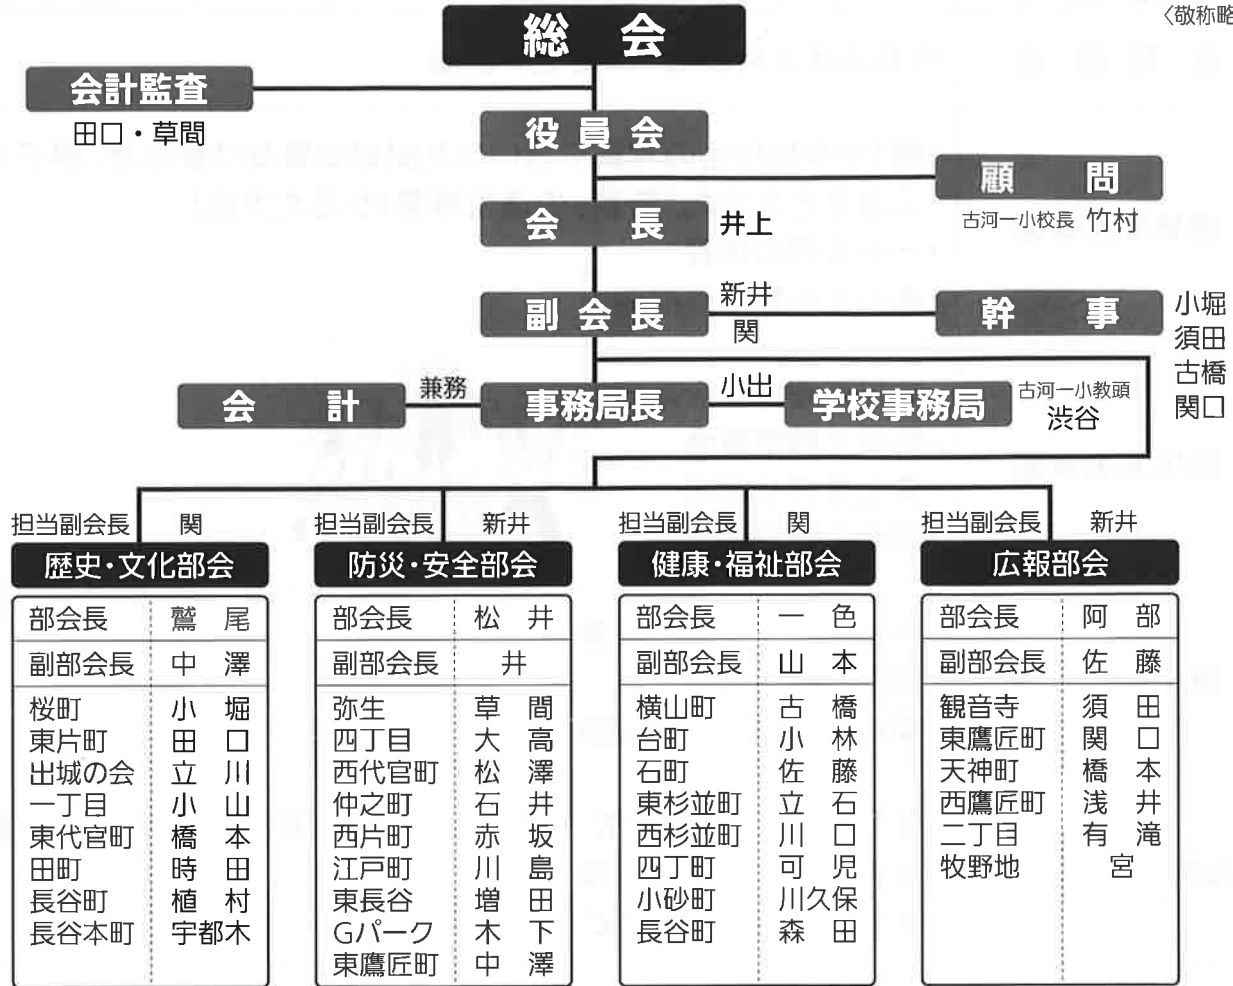 〈敬称略
総 会
会計監査
田口・草間
役 員 会
顧 問
古河一小校長 竹村
会 長 井上
副 会 長 新井
関
幹 事
小堀
須田
古橋
関口
会 計
兼務
事務局長
小出
学校事務局
古河一小教頭
渋谷
担当副会長 関
歴史・文化部会
部会長 鷲 尾
副部会長 中 澤
桜町 小 堀
東片町 田 口
出城の会 立 川
一丁目 小 山
東代官町 橋 本
田町 時 田
長谷町 植 村
長谷本町 宇都木
担当副会長 新井
防災・安全部会
部会長 松 井
副部会長 井
弥生 草 間
四丁目 大 高
西代官町 松 澤
仲之町 石 井
西片町 赤 坂
江戸町 川 島
東長谷 増 田
Gパーク 木 下
東鷹匠町 中 澤
担当副会長 関
健康・福祉部会
部会長 一 色
副部会長 山 本
横山町 古 橋
台町 小 林
石町 佐 藤
東杉並町 立 石
西杉並町 川 口
四丁町 可 児
小砂町 川久保
長谷町 森 田
担当副会長 新井
広報部会
部会長 阿 部
副部会長 佐 藤
観音寺 須 田
東鷹匠町 関 口
天神町 橋 本
西鷹匠町 浅 井
二丁目 有 滝
牧野地 宮